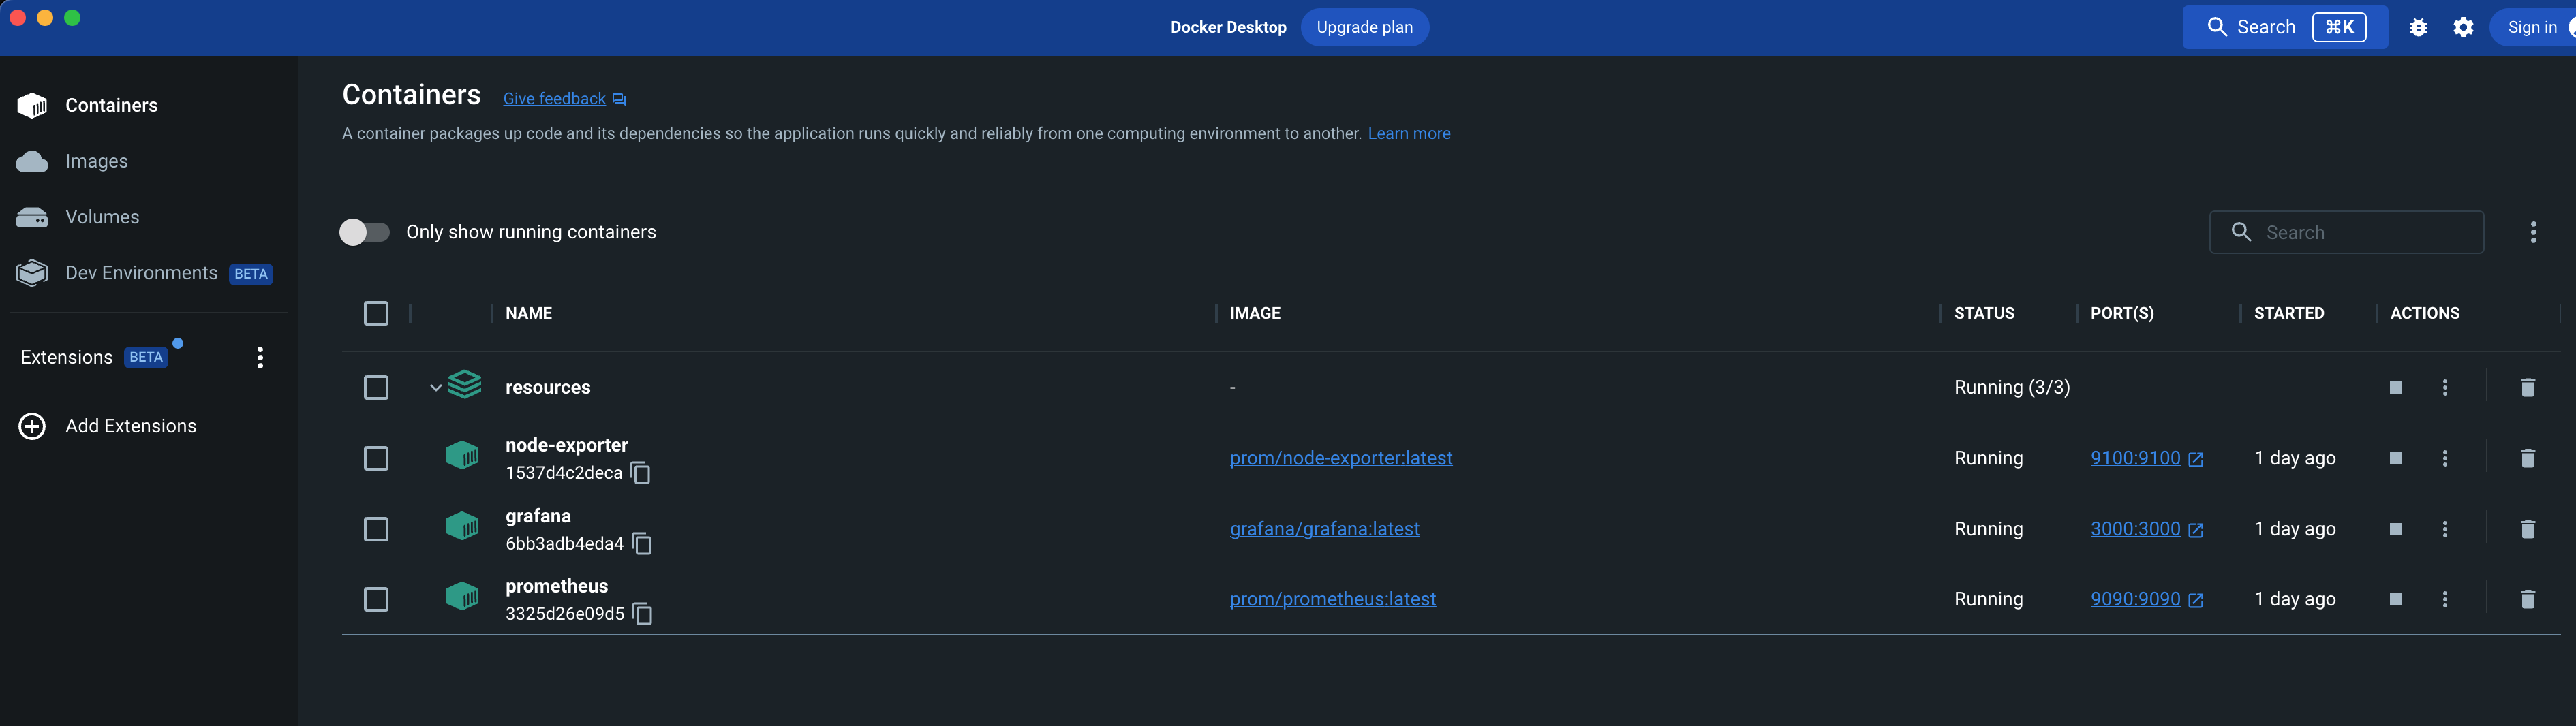 Docker Desktop Upgrade plan Search ⌘K Sign in
Containers
Images
Volumes
Dev Environments BETA
Extensions BETA
Add Extensions
Containers Give feedback
A container packages up code and its dependencies so the application runs quickly and reliably from one computing environment to another. Learn more
Only show running containers Search
NAME IMAGE STATUS PORT(S) STARTED ACTIONS
resources - Running (3/3)
node-exporter
1537d4c2deca prom/node-exporter:latest Running 9100:9100 1 day ago
grafana
6bb3adb4eda4 grafana/grafana:latest Running 3000:3000 1 day ago
prometheus
3325d26e09d5 prom/prometheus:latest Running 9090:9090 1 day ago